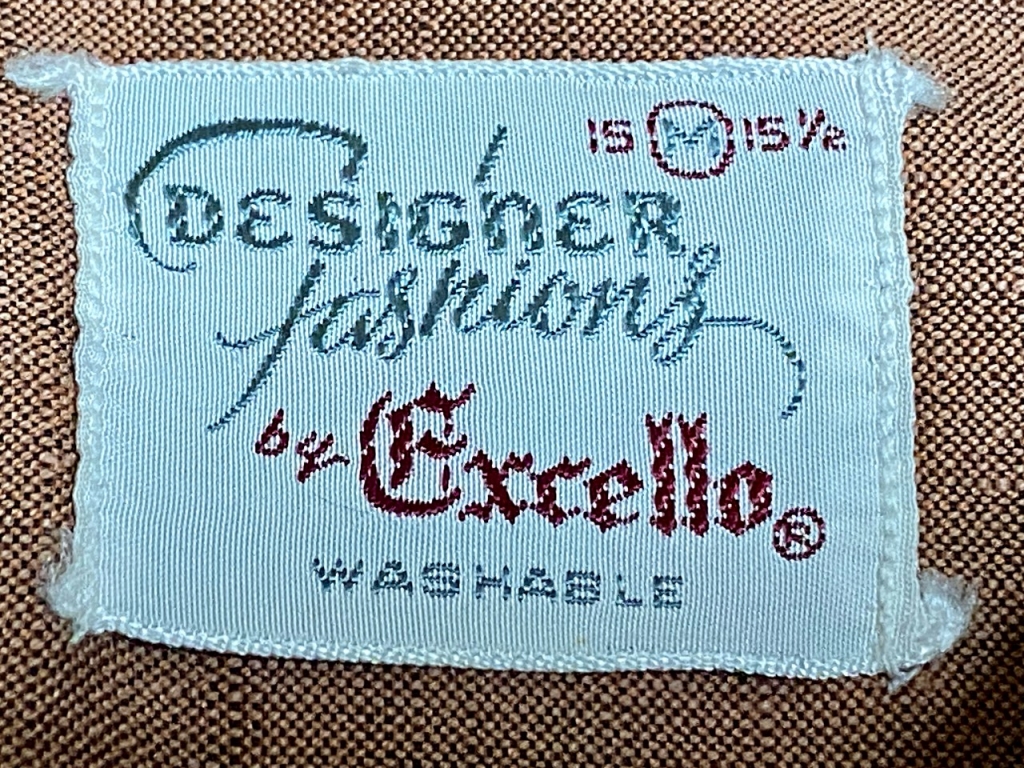 15 M 15½
DESIGNER
fashions
by Excello®
WASHABLE